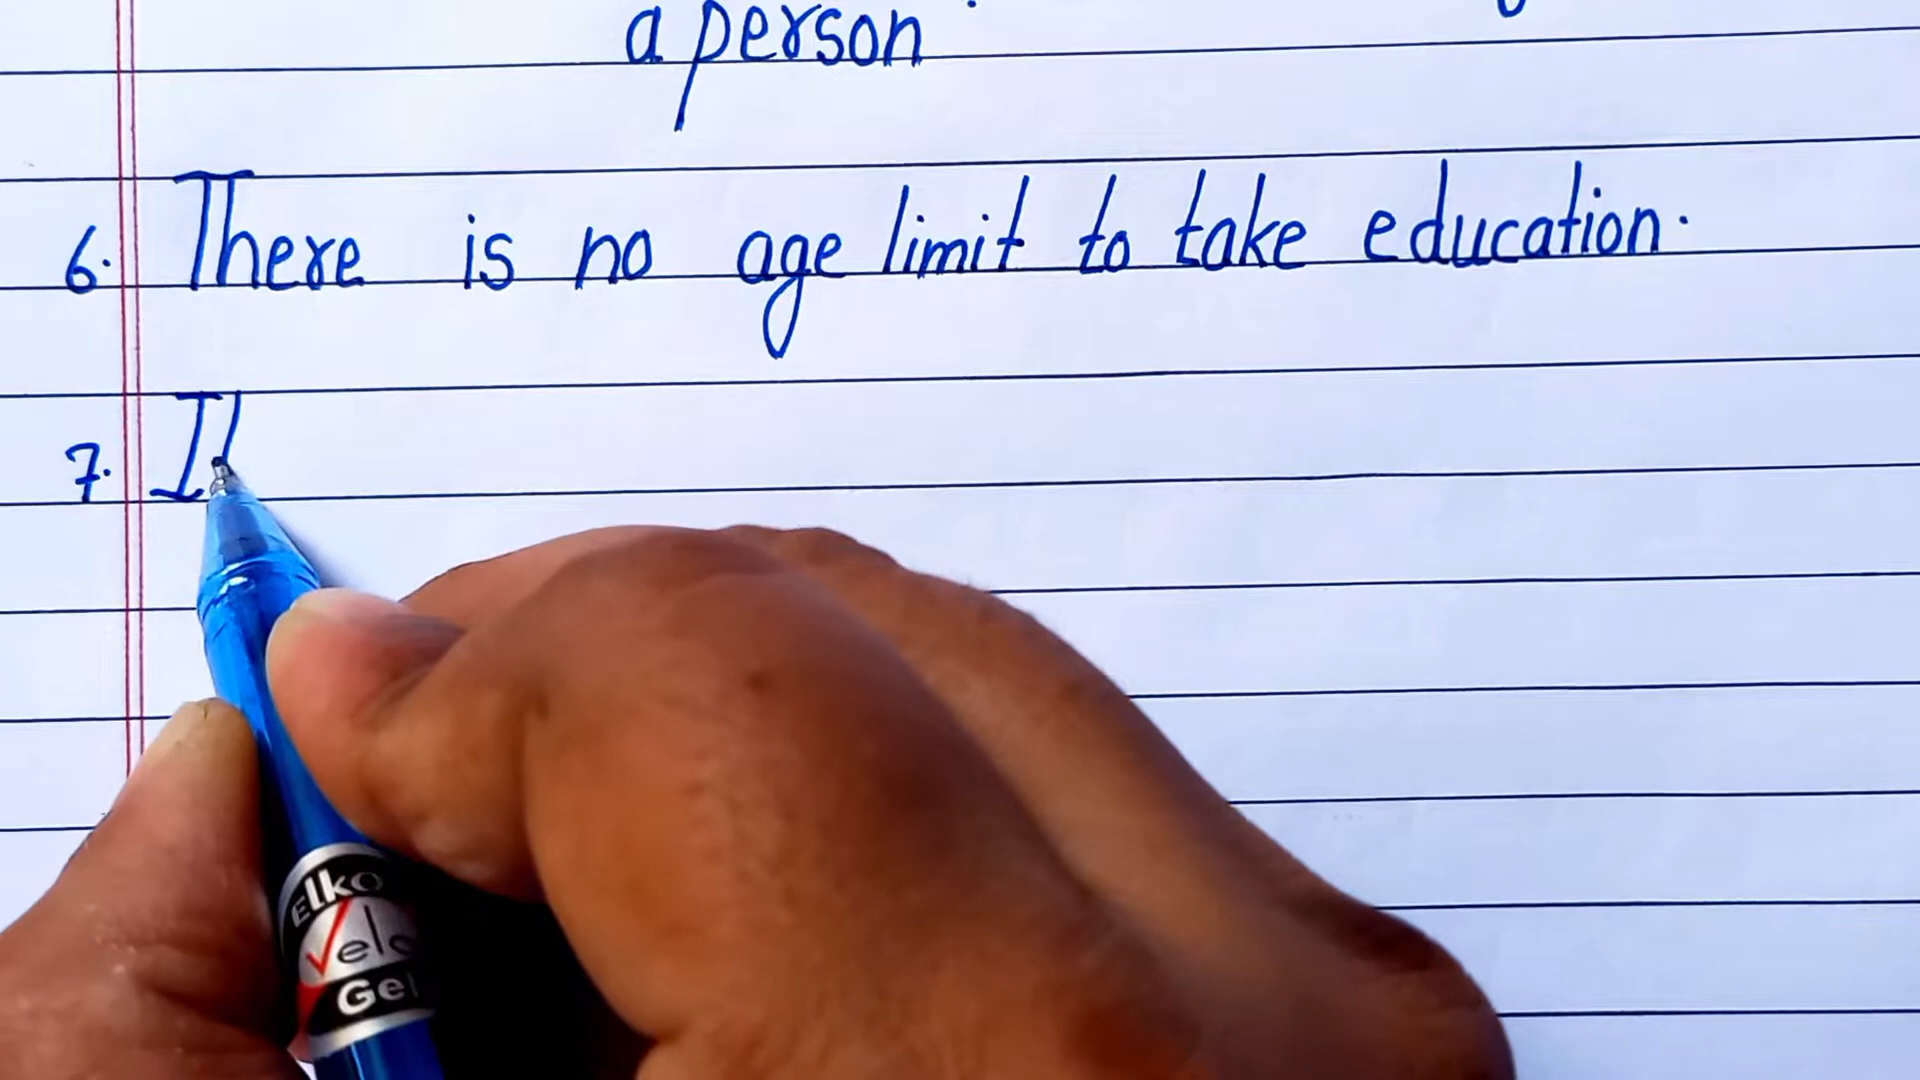 a person
6. There is no age limit to take education.
7. I
Elko
Velo
Gel